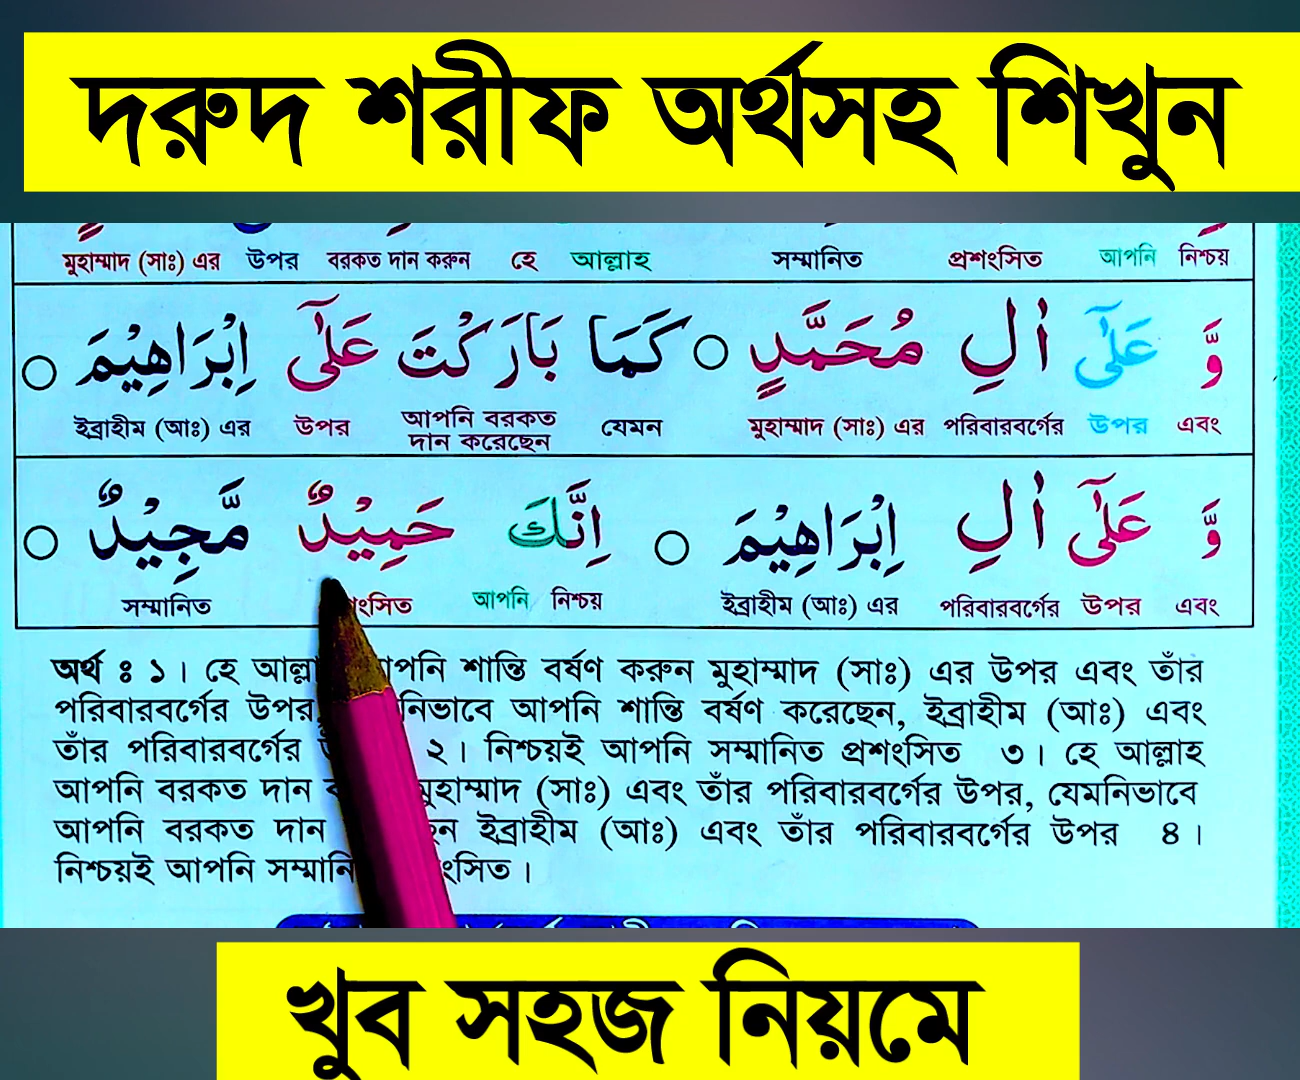 দরুদ শরীফ অর্থসহ শিখুন
মুহাম্মাদ (সাঃ) এর উপর বরকত দান করুন হে আল্লাহ সম্মানিত প্রশংসিত আপনি নিশ্চয়
وَّ عَلٰٓى اٰلِ مُحَمَّدٍ ○ كَمَا بَارَكْتَ عَلٰٓى اِبْرَاهِيْمَ ○
ইব্রাহীম (আঃ) এর উপর আপনি বরকত দান করেছেন যেমন মুহাম্মাদ (সাঃ) এর পরিবারবর্গের উপর এবং
وَّ عَلٰٓى اٰلِ اِبْرَاهِيْمَ ○ اِنَّكَ حَمِيْدٌ مَّجِيْدٌ ○
সম্মানিত আপনি নিশ্চয় ইব্রাহীম (আঃ) এর পরিবারবর্গের উপর এবং
অর্থ ঃ ১। হে শান্তি বর্ষণ করুন মুহাম্মাদ (সাঃ) এর উপর এবং তাঁর
পরিবারবর্গের উপর আপনি শান্তি বর্ষণ করেছেন, ইব্রাহীম (আঃ) এবং
তাঁর পরিবারবর্গের ২। নিশ্চয়ই আপনি সম্মানিত প্রশংসিত ৩। হে আল্লাহ
আপনি বরকত দান মুহাম্মাদ (সাঃ) এবং তাঁর পরিবারবর্গের উপর, যেমনিভাবে
আপনি বরকত দান ইব্রাহীম (আঃ) এবং তাঁর পরিবারবর্গের উপর ৪।
নিশ্চয়ই আপনি
খুব সহজ নিয়মে